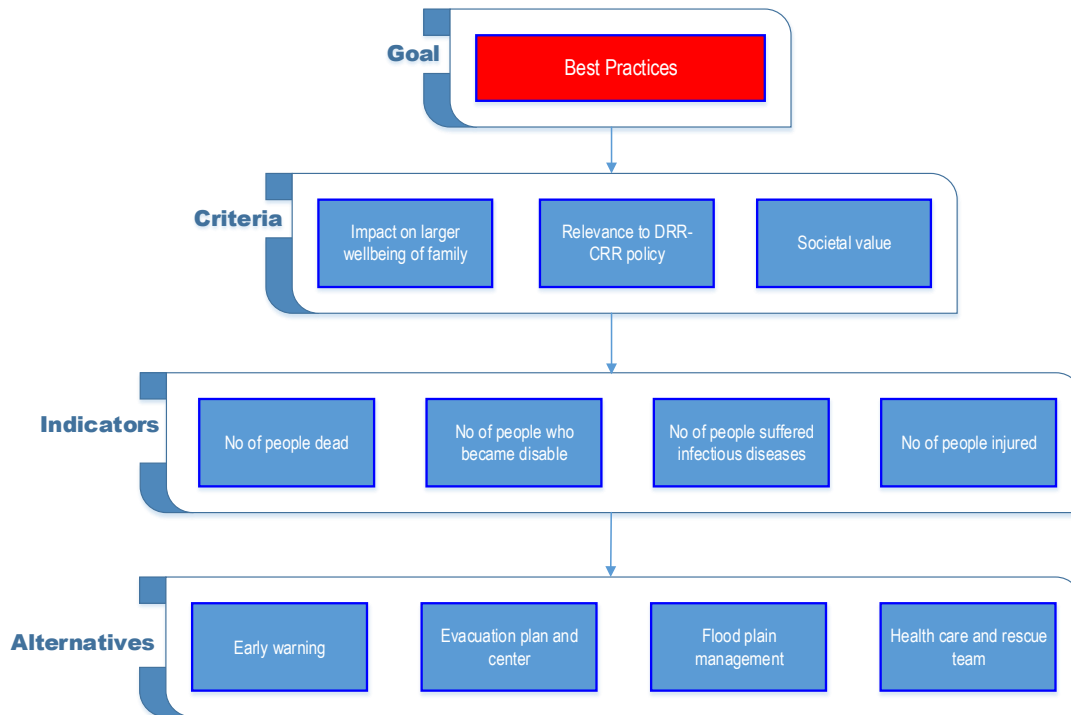 Goal
Best Practices
Criteria
Impact on larger
wellbeing of family
Relevance to DRR-
CRR policy
Societal value
Indicators
No of people dead
No of people who
became disable
No of people suffered
infectious diseases
No of people injured
Alternatives
Early warning
Evacuation plan and
center
Flood plain
management
Health care and rescue
team